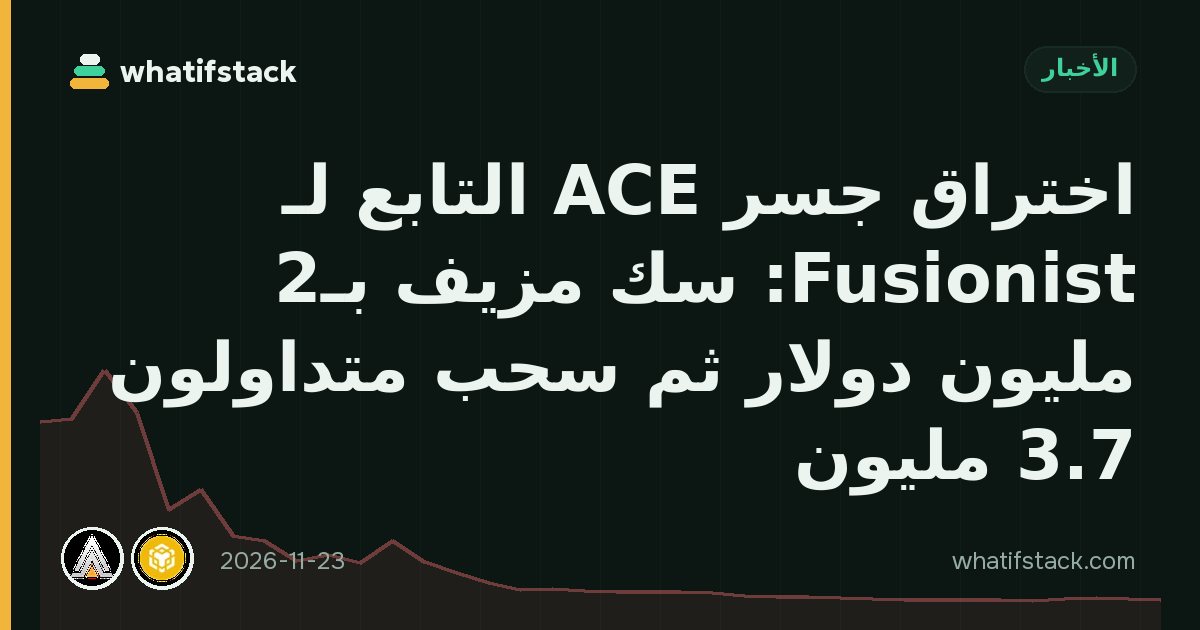 whatifstack
الأخبار
اختراق جسر ACE التابع لـ
Fusionist: سك مزيف بـ2
مليون دولار ثم سحب متداولون
3.7 مليون
2026-11-23
whatifstack.com